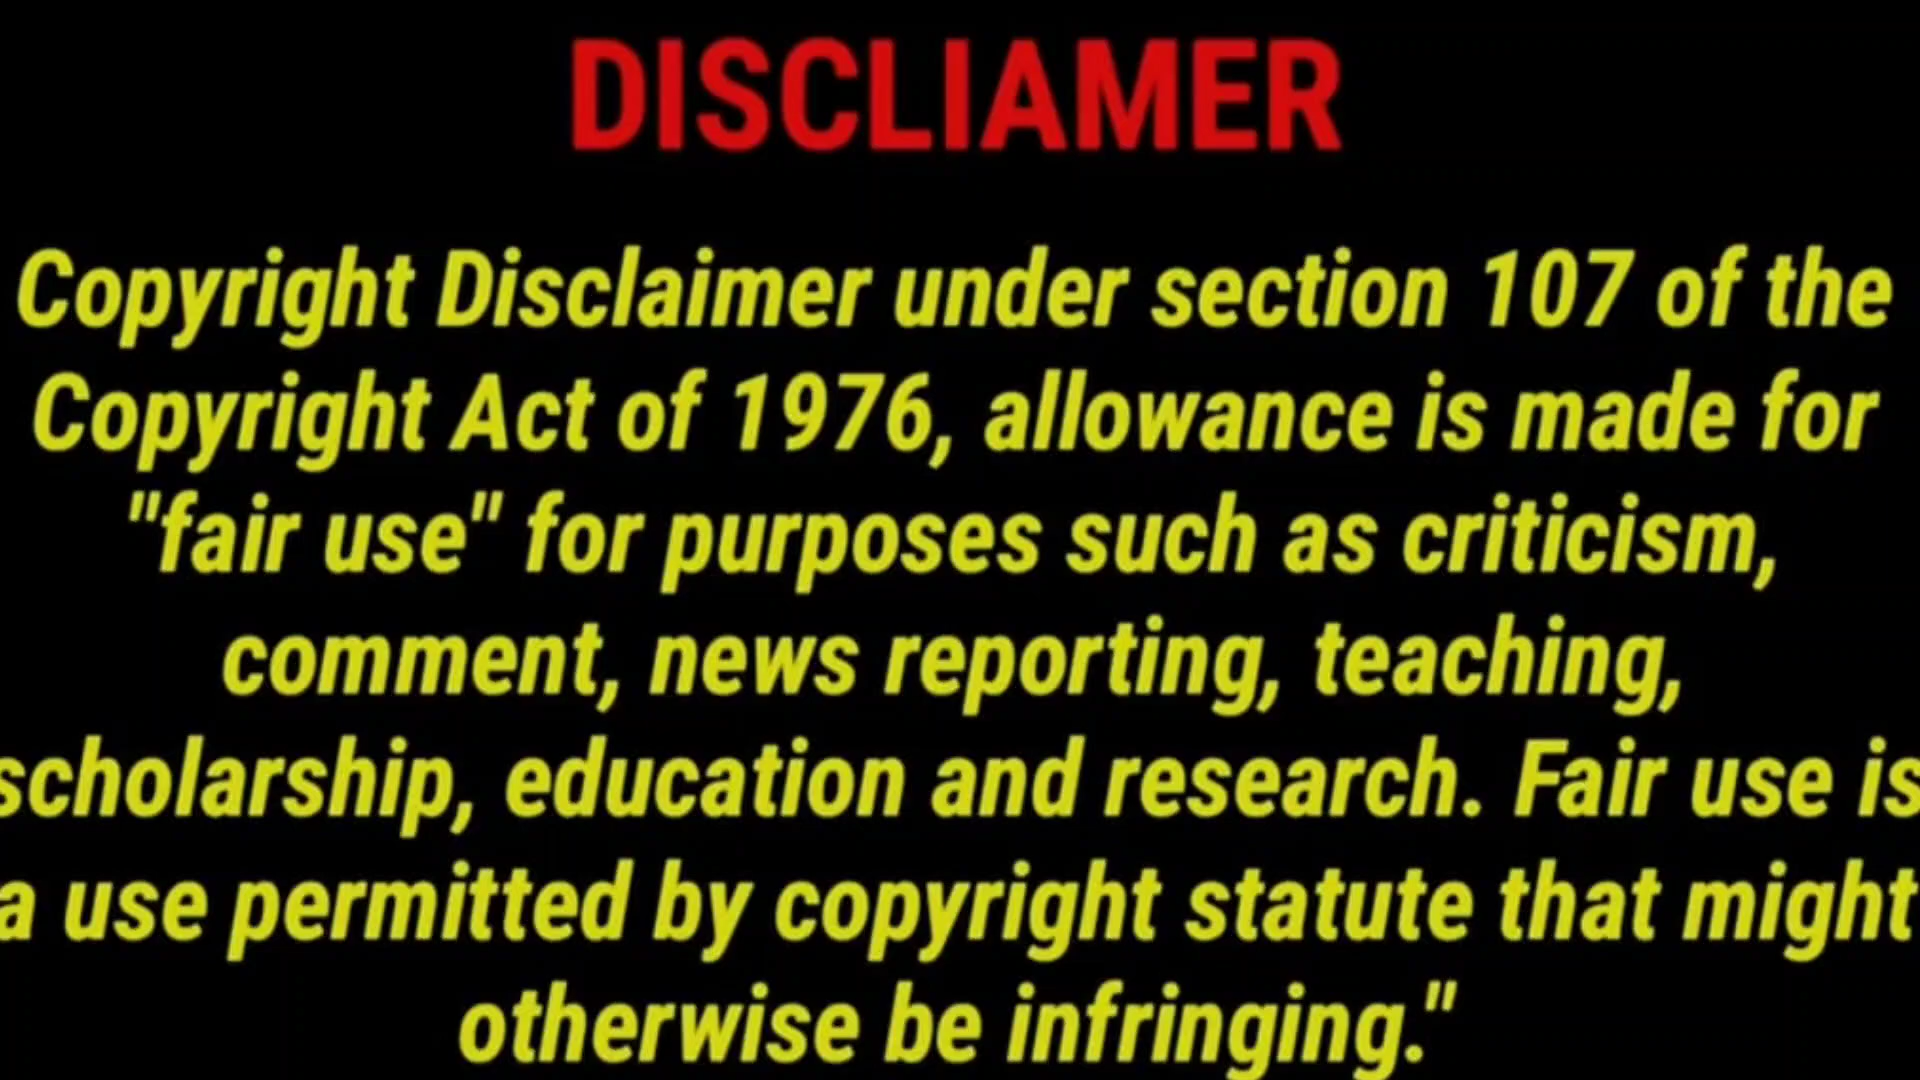 DISCLIAMER
Copyright Disclaimer under section 107 of the
Copyright Act of 1976, allowance is made for
"fair use" for purposes such as criticism,
comment, news reporting, teaching,
scholarship, education and research. Fair use is
a use permitted by copyright statute that might
otherwise be infringing."